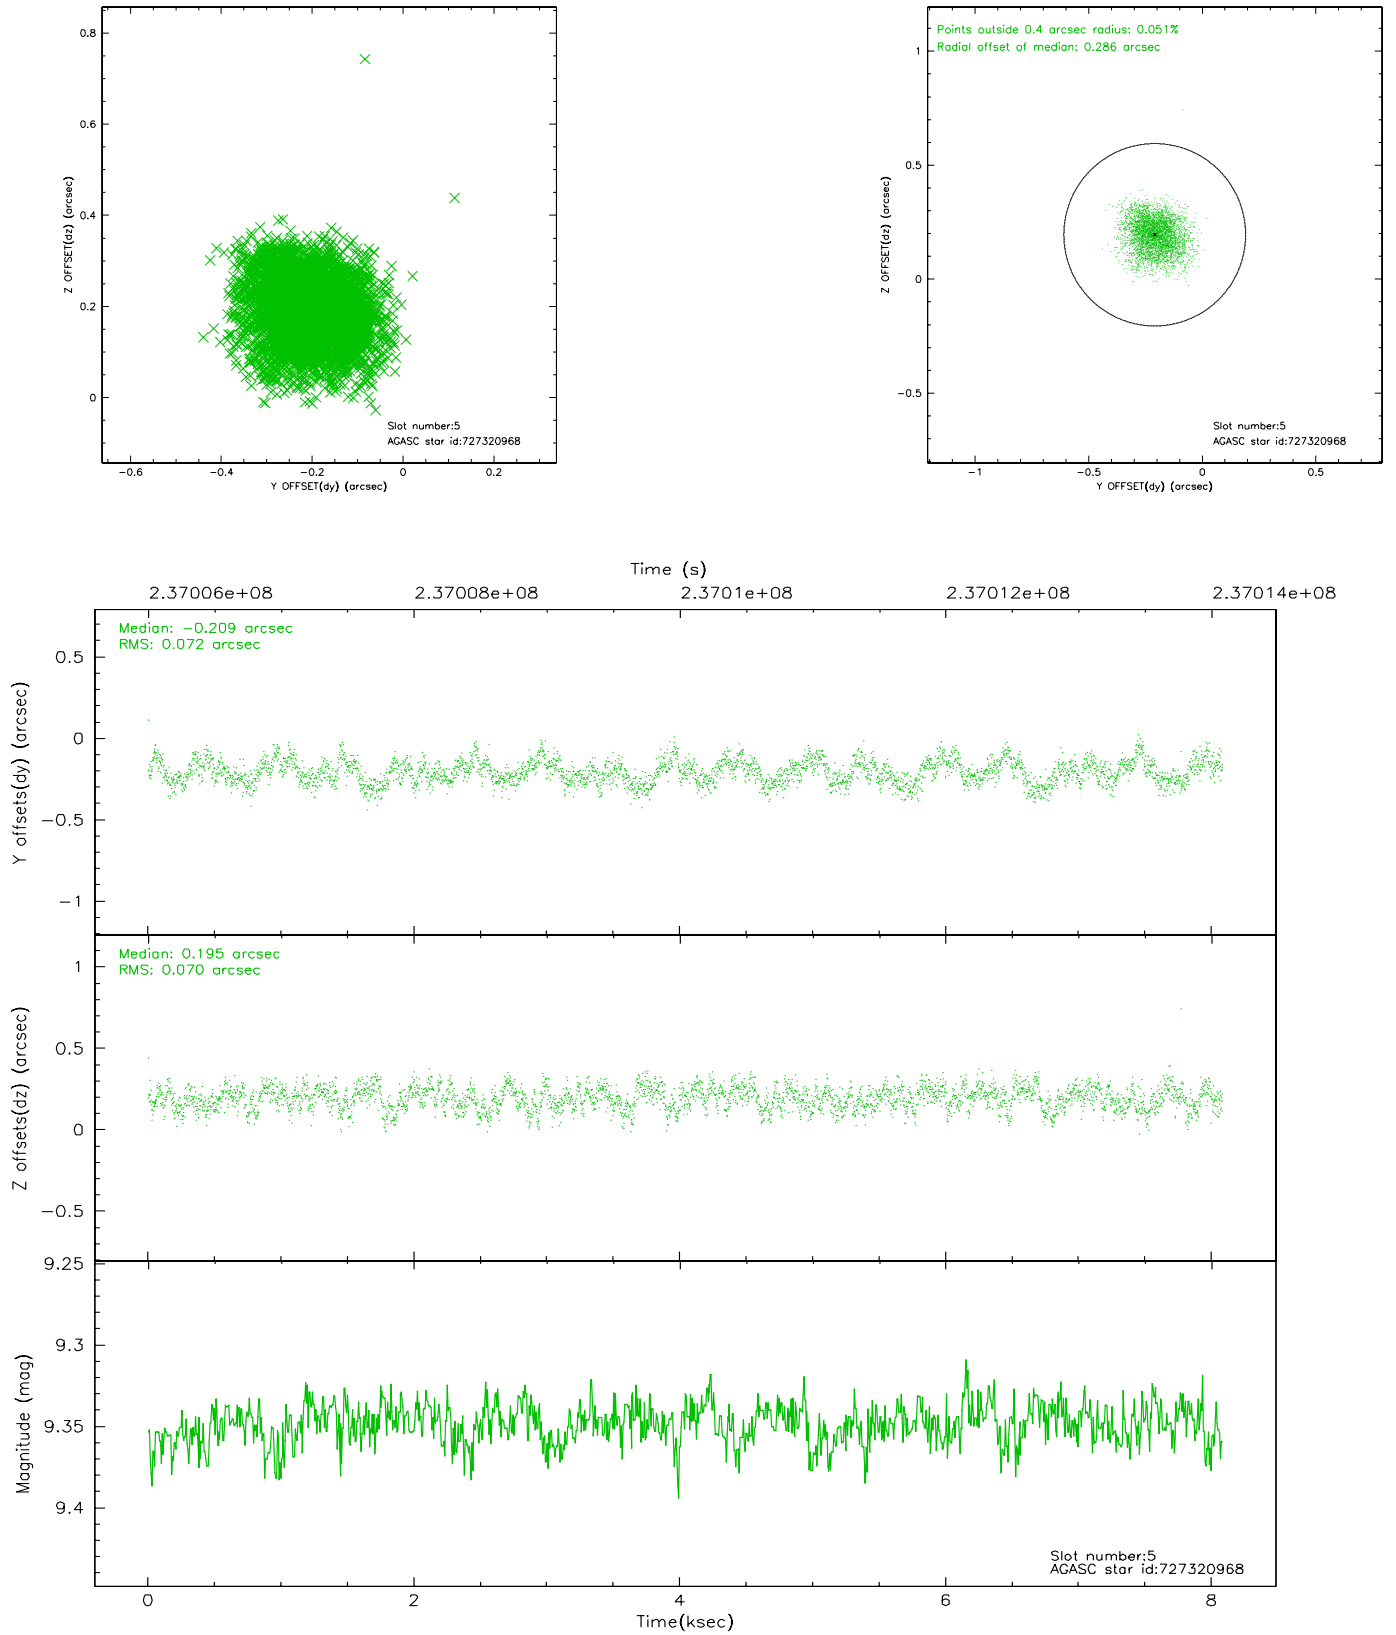 0.8
0.6
0.4
0.2
0
Z OFFSET(dz) (arcsec)
Slot number:5
AGASC star id:727320968
−0.6
−0.4
−0.2
0
0.2
Y OFFSET(dy) (arcsec)
Points outside 0.4 arcsec radius: 0.051%
Radial offset of median: 0.286 arcsec
1
0.5
0
−0.5
Z OFFSET(dz) (arcsec)
Slot number:5
AGASC star id:727320968
−1
−0.5
0
0.5
Y OFFSET(dy) (arcsec)
Time (s)
2.37006e+08
2.37008e+08
2.3701e+08
2.37012e+08
2.37014e+08
Median: −0.209 arcsec
RMS: 0.072 arcsec
0.5
0
−0.5
−1
Y offsets(dy) (arcsec)
Median: 0.195 arcsec
RMS: 0.070 arcsec
1
0.5
0
−0.5
Z offsets(dz) (arcsec)
9.25
9.3
9.35
9.4
Magnitude (mag)
Slot number:5
AGASC star id:727320968
0
2
4
6
8
Time(ksec)